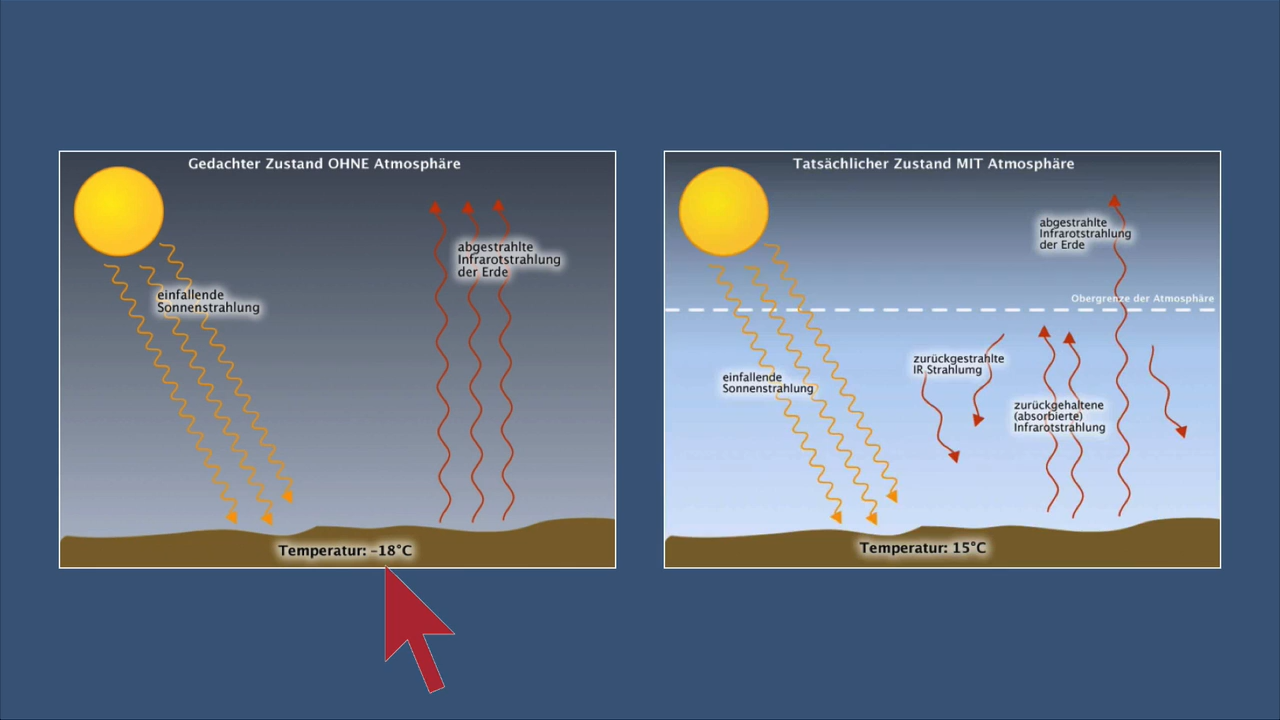 Gedachter Zustand OHNE Atmosphäre
einfallende
Sonnenstrahlung
abgestrahlte
Infrarotstrahlung
der Erde
Temperatur: –18°C
Tatsächlicher Zustand MIT Atmosphäre
abgestrahlte
Infrarotstrahlung
der Erde
Obergrenze der Atmosphäre
zurückgestrahlte
IR Strahlumg
einfallende
Sonnenstrahlung
zurückgehaltene
(absorbierte)
Infrarotstrahlung
Temperatur: 15°C